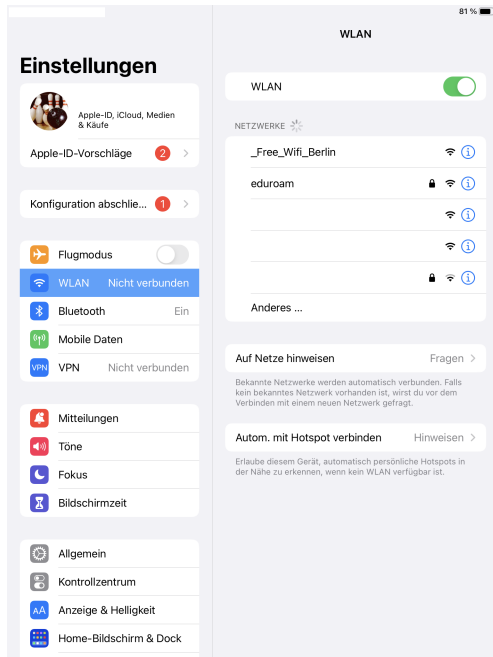 81 %
WLAN
Einstellungen
Apple-ID, iCloud, Medien
& Käufe
Apple-ID-Vorschläge 2
Konfiguration abschlie... 1
Flugmodus
WLAN Nicht verbunden
Bluetooth Ein
Mobile Daten
VPN VPN Nicht verbunden
Mitteilungen
Töne
Fokus
Bildschirmzeit
Allgemein
Kontrollzentrum
AA Anzeige & Helligkeit
Home-Bildschirm & Dock
WLAN
NETZWERKE
_Free_Wifi_Berlin
eduroam
Anderes ...
Auf Netze hinweisen Fragen
Bekannte Netzwerke werden automatisch verbunden. Falls
kein bekanntes Netzwerk vorhanden ist, wirst du vor dem
Verbinden mit einem neuen Netzwerk gefragt.
Autom. mit Hotspot verbinden Hinweisen
Erlaube diesem Gerät, automatisch persönliche Hotspots in
der Nähe zu erkennen, wenn kein WLAN verfügbar ist.